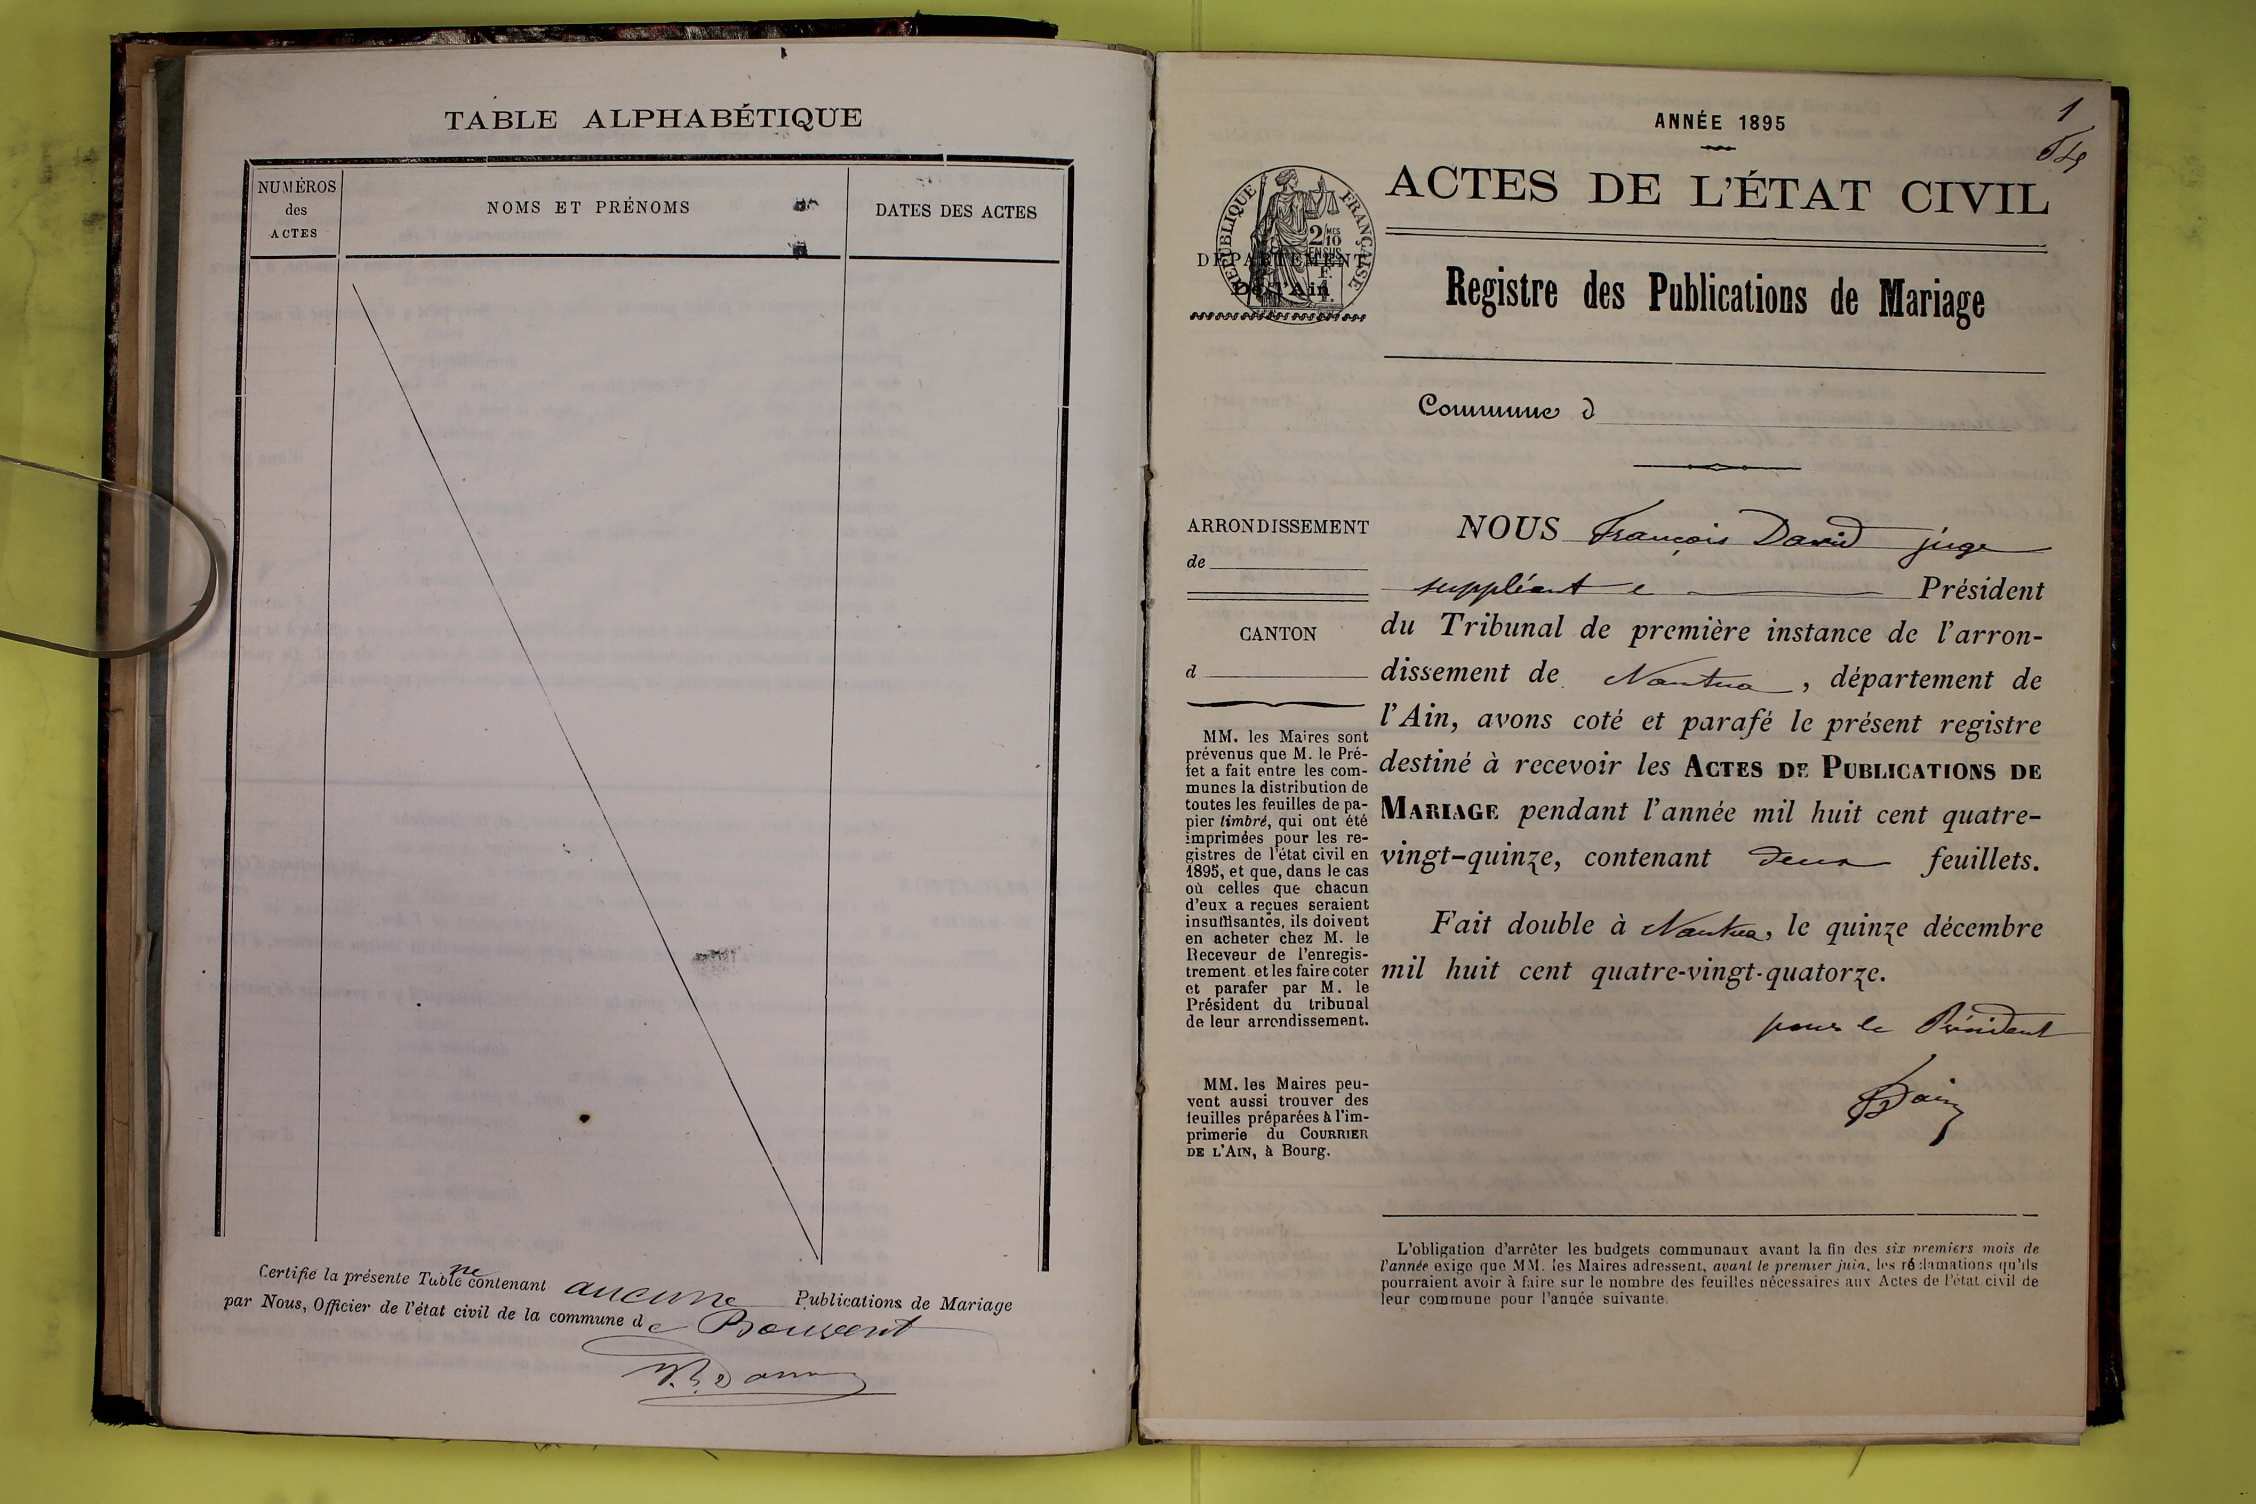 TABLE ALPHABÉTIQUE
NUMÉROS
des
ACTES
NOMS ET PRÉNOMS
DATES DES ACTES
Certifié la présente Table ne contenant aucune Publications de Mariage
par Nous, Officier de l'état civil de la commune de Bouvent
1
ANNÉE 1895
ACTES DE L'ÉTAT CIVIL
RÉPUBLIQUE FRANÇAISE
2/10 MES
EN SUS
DÉPARTEMENT
De l'Ain
Registre des Publications de Mariage
Commune d
ARRONDISSEMENT
de
CANTON
d
MM. les Maires sont
prévenus que M. le Pré-
fet a fait entre les com-
munes la distribution de
toutes les feuilles de pa-
pier timbré, qui ont été
imprimées pour les re-
gistres de l'état civil en
1895, et que, dans le cas
où celles que chacun
d'eux a reçues seraient
insuffisantes, ils doivent
en acheter chez M. le
Receveur de l'enregis-
trement et les faire coter
et parafer par M. le
Président du tribunal
de leur arrondissement.
MM. les Maires peu-
vent aussi trouver des
feuilles préparées à l'im-
primerie du COURRIER
DE L'AIN, à Bourg.
NOUS François David juge
suppléant Président
du Tribunal de première instance de l'arron-
dissement de Nantua, département de
l'Ain, avons coté et parafé le présent registre
destiné à recevoir les ACTES DE PUBLICATIONS DE
MARIAGE pendant l'année mil huit cent quatre-
vingt-quinze, contenant deux feuillets.
Fait double à Nantua, le quinze décembre
mil huit cent quatre-vingt-quatorze.
pour le Président
L'obligation d'arrêter les budgets communaux avant la fin des six premiers mois de
l'année exige que MM. les Maires adressent, avant le premier juin, les réclamations qu'ils
pourraient avoir à faire sur le nombre des feuilles nécessaires aux Actes de l'état civil de
leur commune pour l'année suivante.